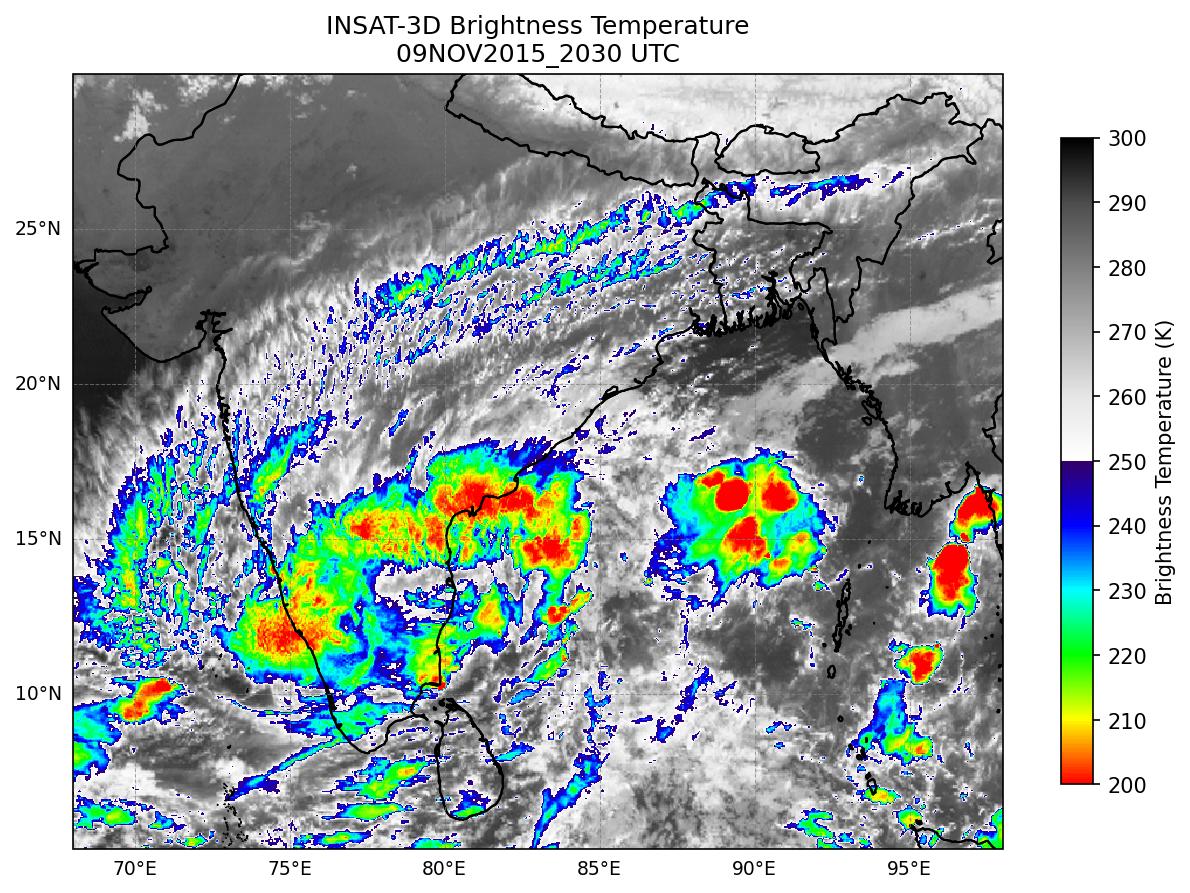 INSAT-3D Brightness Temperature
09NOV2015_2030 UTC
25°N
20°N
15°N
10°N
70°E
75°E
80°E
85°E
90°E
95°E
300
290
280
270
260
250
240
230
220
210
200
Brightness Temperature (K)